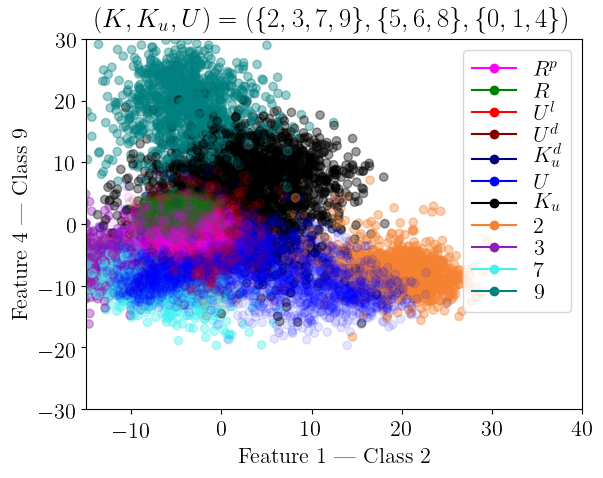 (K, K_u, U) = ({2, 3, 7, 9}, {5, 6, 8}, {0, 1, 4})
Feature 4 — Class 9
30
20
10
0
−10
−20
−30
−10
0
10
20
30
40
Feature 1 — Class 2
R^p
R
U^l
U^d
K_u^d
U
K_u
2
3
7
9